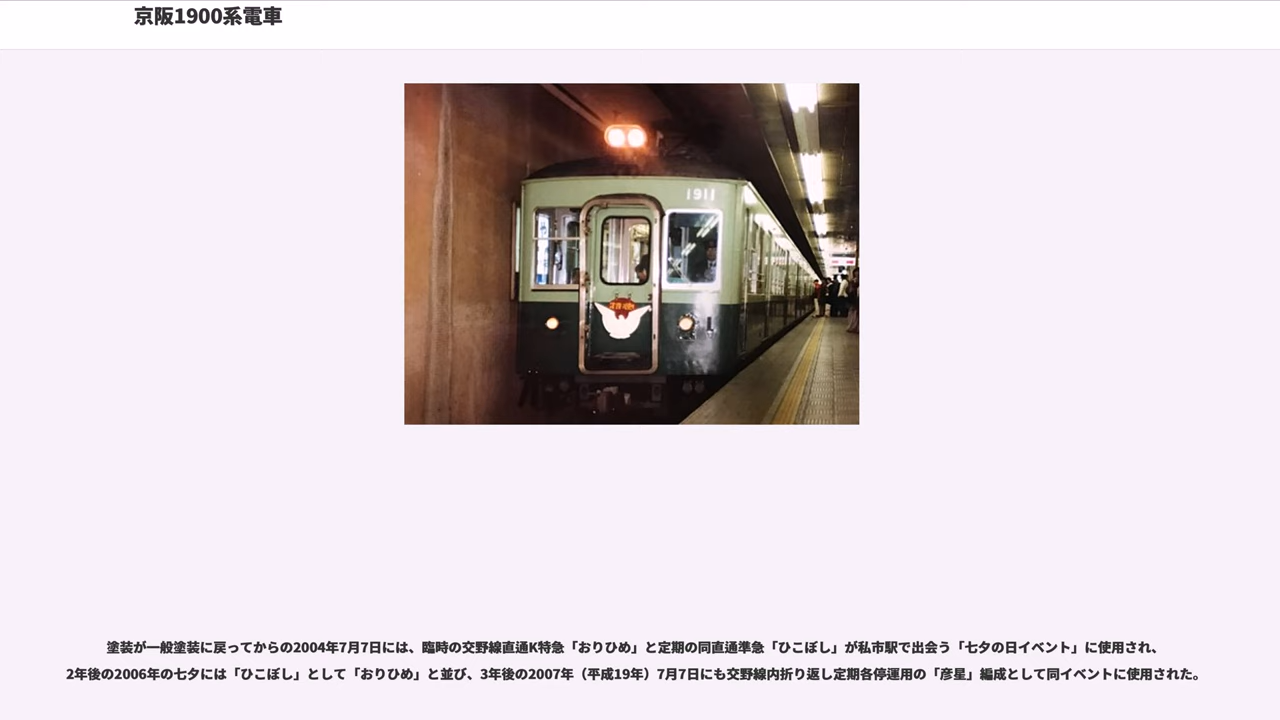 京阪1900系電車
1911
塗装が一般塗装に戻ってからの2004年7月7日には、臨時の交野線直通K特急「おりひめ」と定期の同直通準急「ひこぼし」が私市駅で出会う「七夕の日イベント」に使用され、
2年後の2006年の七夕には「ひこぼし」として「おりひめ」と並び、3年後の2007年（平成19年）7月7日にも交野線内折り返し定期各停運用の「彦星」編成として同イベントに使用された。